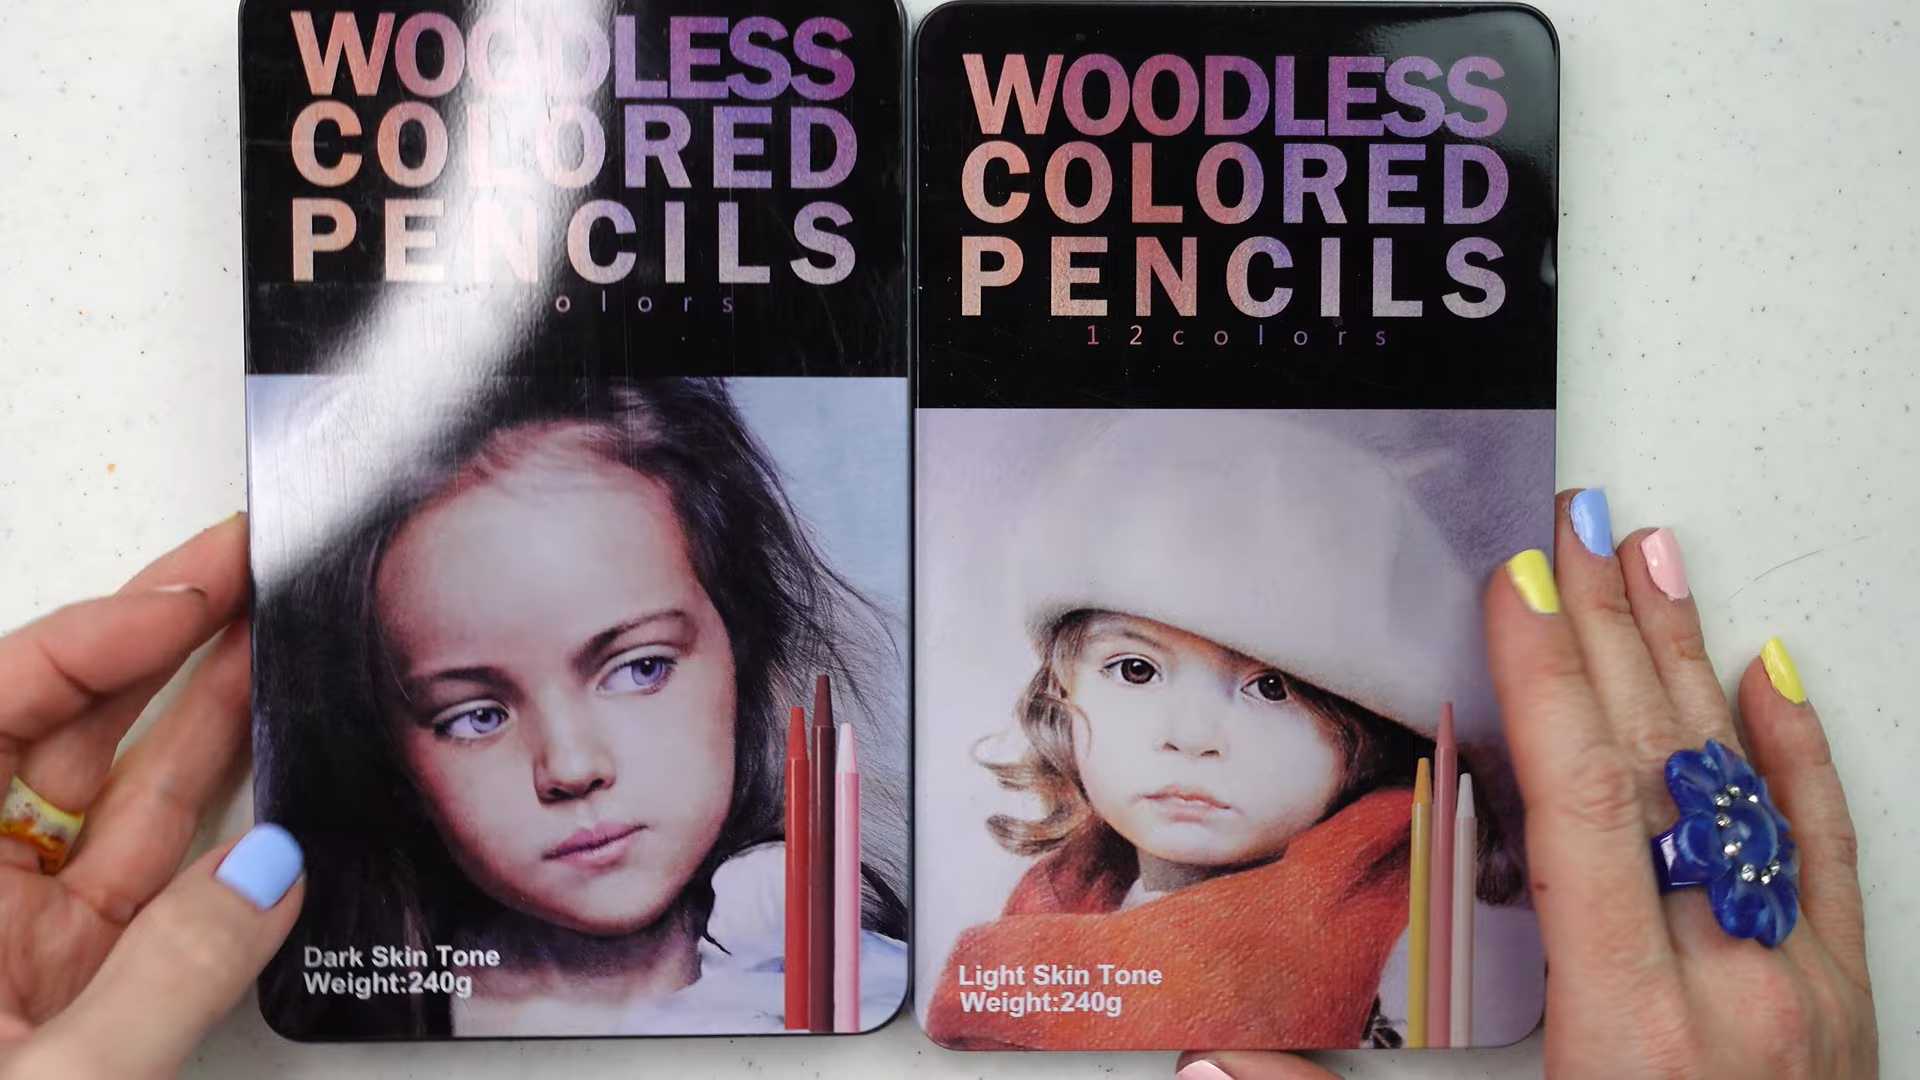 WOODLESS
COLORED
PENCILS
olors
Dark Skin Tone
Weight:240g
WOODLESS
COLORED
PENCILS
12colors
Light Skin Tone
Weight:240g